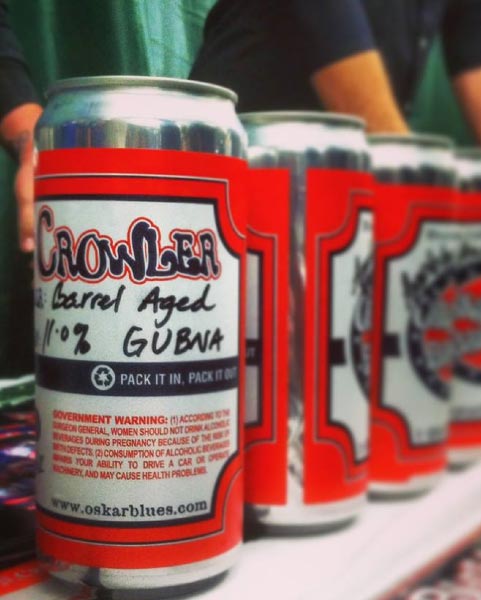 CROWLER
Barrel Aged
11.0% GUBNA
PACK IT IN, PACK IT OUT
GOVERNMENT WARNING: (1) ACCORDING TO THE
SURGEON GENERAL, WOMEN SHOULD NOT DRINK ALCOHOLIC
BEVERAGES DURING PREGNANCY BECAUSE OF THE RISK OF
BIRTH DEFECTS. (2) CONSUMPTION OF ALCOHOLIC BEVERAGES
IMPAIRS YOUR ABILITY TO DRIVE A CAR OR OPERATE
MACHINERY, AND MAY CAUSE HEALTH PROBLEMS.
www.oskarblues.com